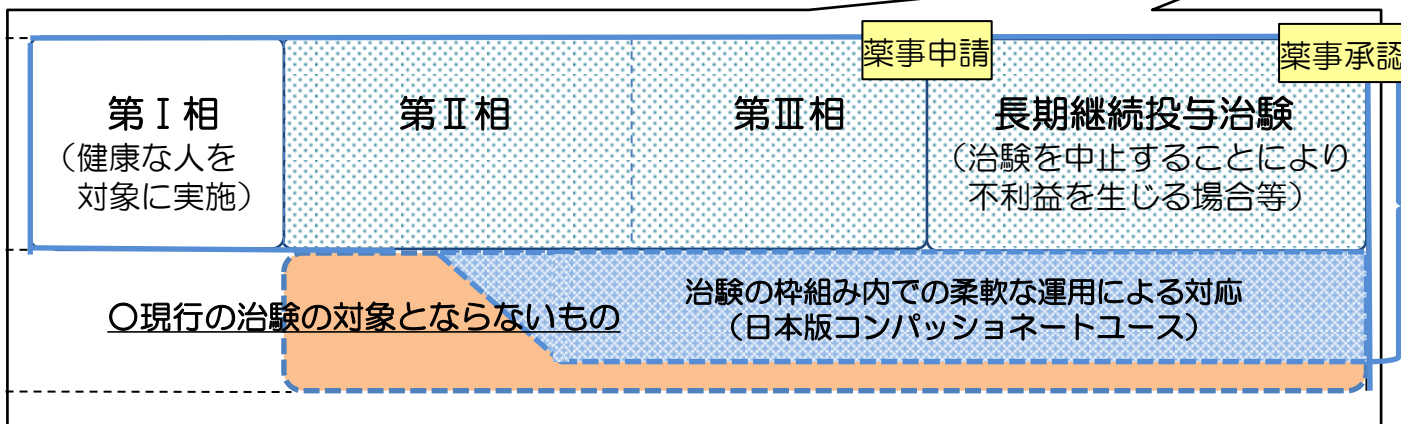 薬事申請
薬事承認
第Ⅰ相
（健康な人を
対象に実施）
第Ⅱ相
第Ⅲ相
長期継続投与治験
（治験を中止することにより
不利益を生じる場合等）
〇現行の治験の対象とならないもの
治験の枠組み内での柔軟な運用による対応
（日本版コンパッショネートユース）